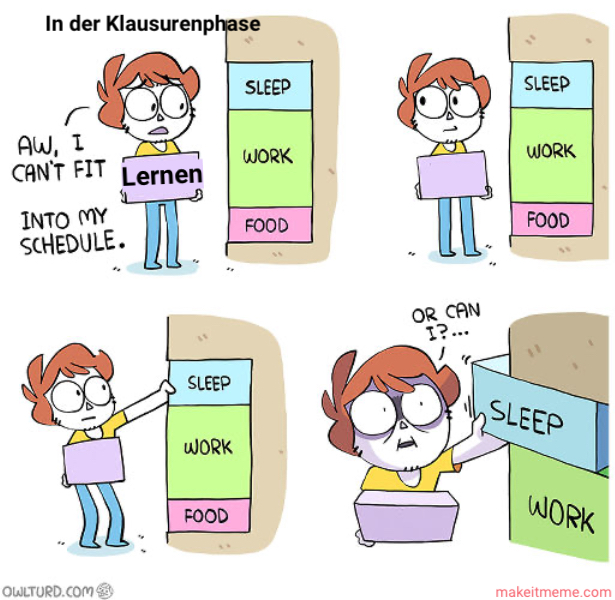 In der Klausurenphase
AW, I
CAN'T FIT
Lernen
INTO MY
SCHEDULE.
SLEEP
WORK
FOOD
SLEEP
WORK
FOOD
SLEEP
WORK
FOOD
OR CAN
I?...
SLEEP
WORK
OWLTURD.COM
makeitmeme.com